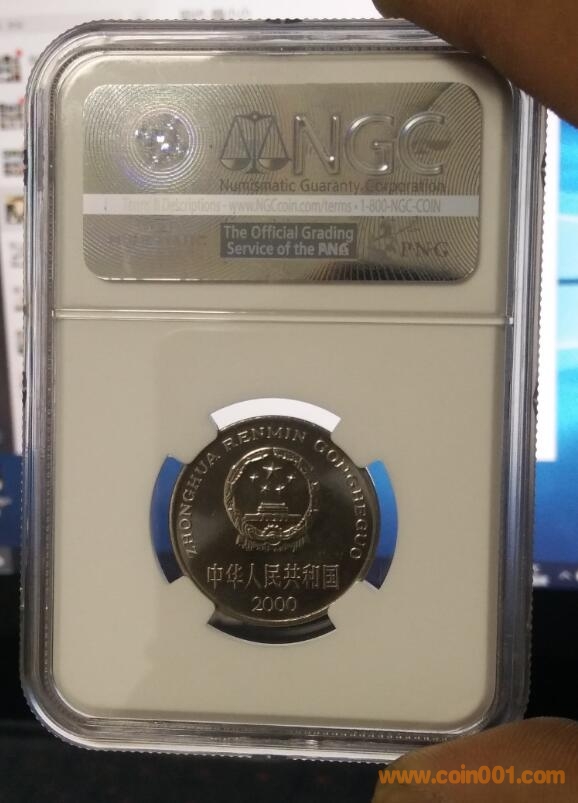 NGC
Numismatic Guaranty Corporation
Terms & Descriptions - www.NGCcoin.com/terms • 1-800-NGC-COIN
The Official Grading
Service of the PNG
PNG
ZHONGHUA RENMIN GONGHEGUO
中华人民共和国
2000
www.coin001.com